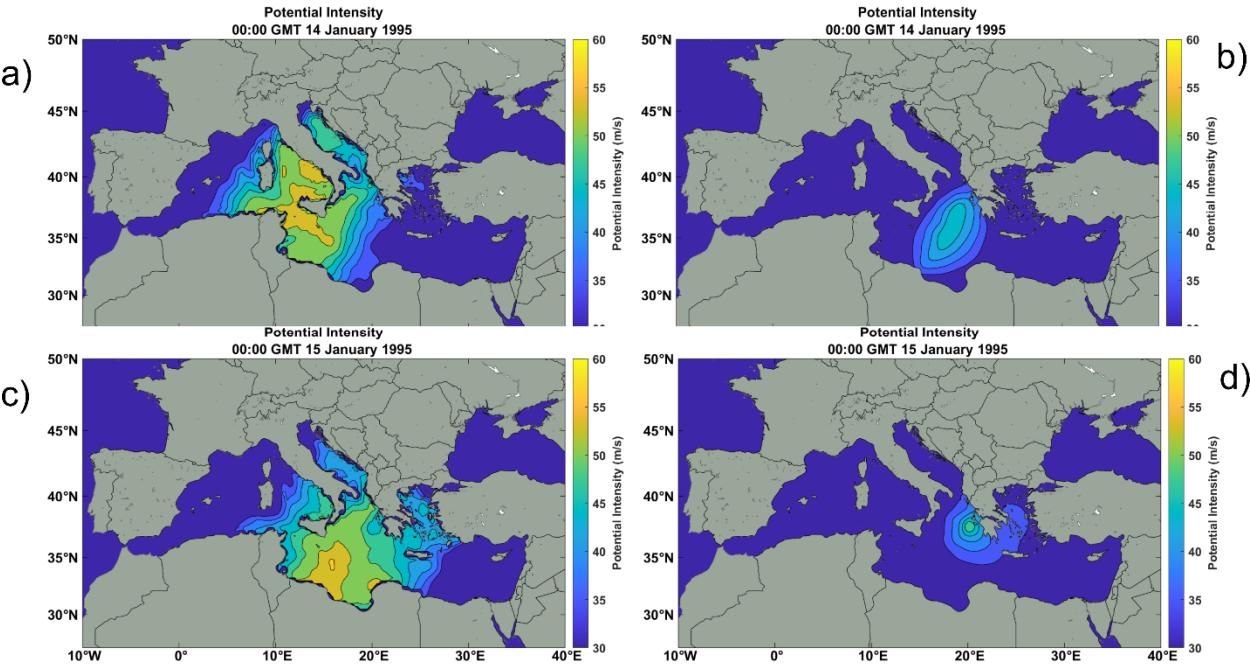 Potential Intensity
00:00 GMT 14 January 1995
a)
50°N
45°N
40°N
35°N
30°N
60
55
50
45
40
35
Potential Intensity (m/s)
Potential Intensity
00:00 GMT 14 January 1995
b)
50°N
45°N
40°N
35°N
30°N
60
55
50
45
40
35
Potential Intensity (m/s)
Potential Intensity
00:00 GMT 15 January 1995
c)
50°N
45°N
40°N
35°N
30°N
10°W 0° 10°E 20°E 30°E 40°E
60
55
50
45
40
35
30
Potential Intensity (m/s)
Potential Intensity
00:00 GMT 15 January 1995
d)
50°N
45°N
40°N
35°N
30°N
10°W 0° 10°E 20°E 30°E 40°E
60
55
50
45
40
35
30
Potential Intensity (m/s)